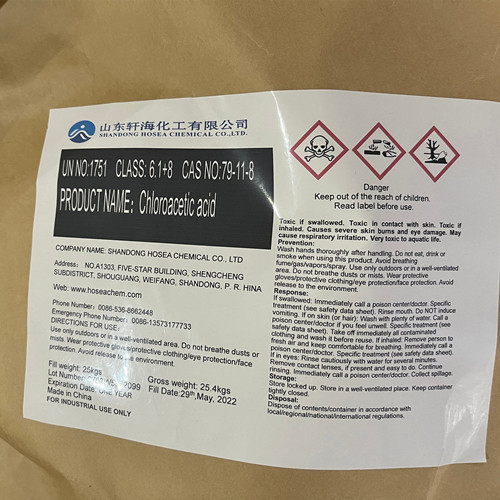 山东轩海化工有限公司
SHANDONG HOSEA CHEMICAL CO.,LTD.
UN NO:1751 CLASS: 6.1+8 CAS NO:79-11-8
PRODUCT NAME: Chloroacetic acid
COMPANY NAME: SHANDONG HOSEA CHEMICAL CO. , LTD
Address: NO.A1303, FIVE-STAR BUILDING, SHENGCHENG
SUBDISTRICT, SHOUGUANG, WEIFANG, SHANDONG, P. R. HINA
Web: www.hoseachem.com
Phone Number: 0086-536-8662448
Emergency Phone Number: 0086-13573177733
DIRECTIONS FOR USE:
Use only outdoors or in a well-ventilated area. Do not breathe dusts or
mists. Wear protective gloves/protective clothing/eye protection/face
protection. Avoid release to the environment.
Fill weight: 25kgs
Gross weight: 25.4kgs
Lot Number: 2099
Fill Date:29th,May, 2022
Expiration Date: ONE YEAR
Made in China
FOR INDUSTRIAL USE ONLY
Danger
Keep out of the reach of children.
Read label before use.
Toxic if swallowed. Toxic in contact with skin. Toxic if
inhaled. Causes severe skin burns and eye damage. May
cause respiratory irritation. Very toxic to aquatic life.
Prevention:
Wash hands thoroughly after handling. Do not eat, drink or
smoke when using this product. Avoid breathing
fume/gas/vapors/spray. Use only outdoors or in a well-ventilated
area. Do not breathe dusts or mists. Wear protective
gloves/protective clothing/eye protection/face protection. Avoid
release to the environment.
Response:
If swallowed: Immediately call a poison center/doctor. Specific
treatment (see safety data sheet). Rinse mouth. Do NOT induce
vomiting. If on skin (or hair): Wash with plenty of water. Call a
poison center/doctor if you feel unwell. Specific treatment (see
safety data sheet). Take off immediately all contaminated
clothing and wash it before reuse. If inhaled: Remove person to
fresh air and keep comfortable for breathing. Immediately call a
poison center/doctor. Specific treatment (see safety data sheet).
If in eyes: Rinse cautiously with water for several minutes.
Remove contact lenses, if present and easy to do. Continue
rinsing. Immediately call a poison center/doctor. Collect spillage.
Storage:
Store locked up. Store in a well-ventilated place. Keep container
tightly closed.
Disposal:
Dispose of contents/container in accordance with
local/regional/national/international regulations.